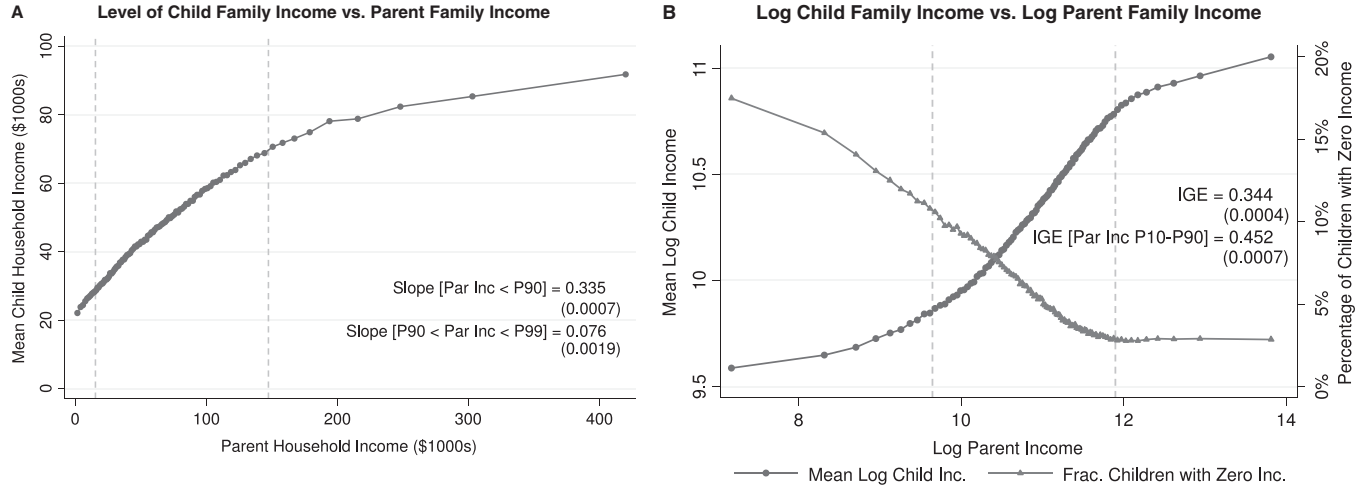 A
Level of Child Family Income vs. Parent Family Income
Mean Child Household Income ($1000s)
100
80
60
40
20
0
Slope [Par Inc < P90] = 0.335
(0.0007)
Slope [P90 < Par Inc < P99] = 0.076
(0.0019)
0 100 200 300 400
Parent Household Income ($1000s)
B
Log Child Family Income vs. Log Parent Family Income
Mean Log Child Income
11
10.5
10
9.5
IGE = 0.344
(0.0004)
IGE [Par Inc P10-P90] = 0.452
(0.0007)
20%
15%
10%
5%
0%
Percentage of Children with Zero Income
8 10 12 14
Log Parent Income
Mean Log Child Inc. Frac. Children with Zero Inc.